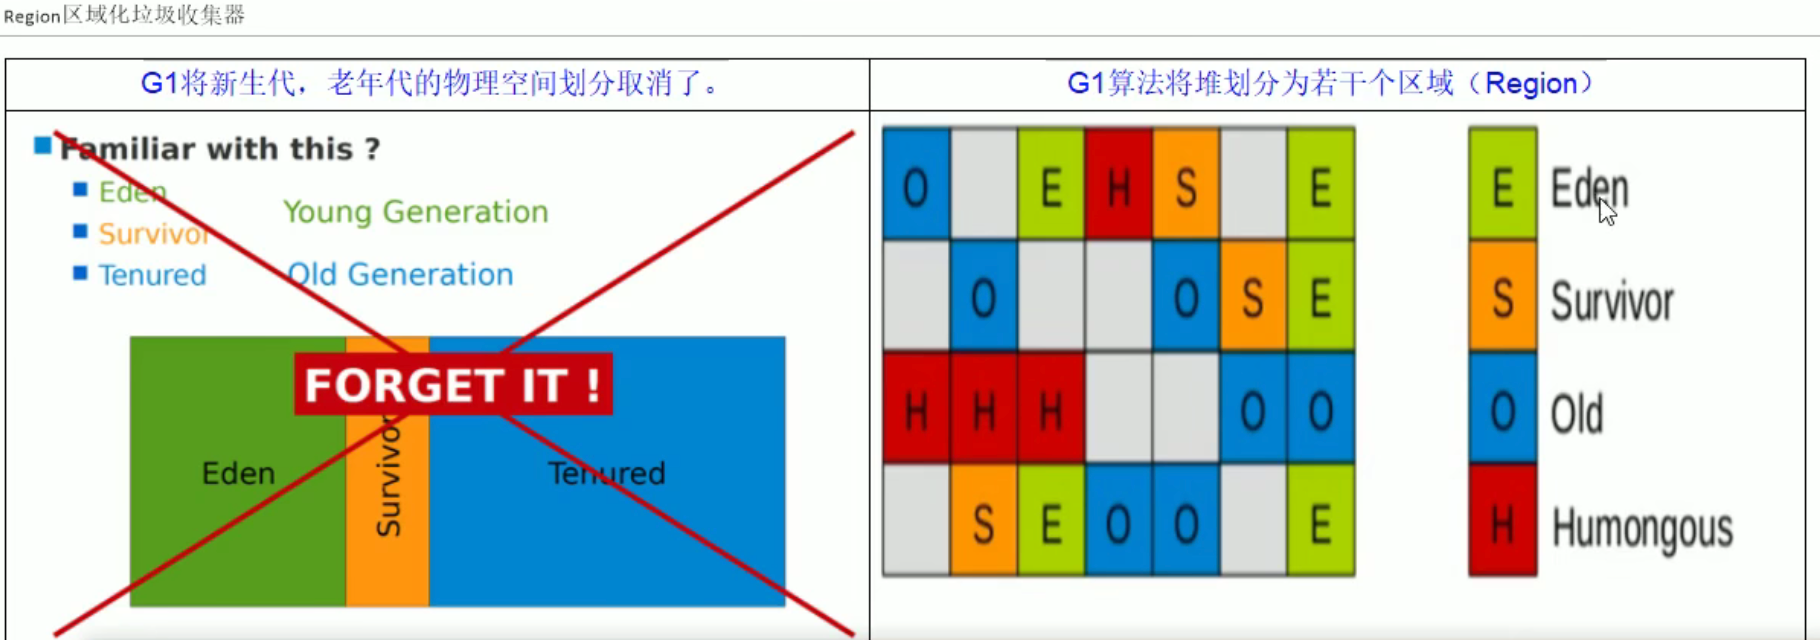 Region区域化垃圾收集器
G1将新生代，老年代的物理空间划分取消了。
Familiar with this ?
Eden
Survivor
Tenured
Young Generation
Old Generation
FORGET IT !
Eden
Survivor
Tenured
G1算法将堆划分为若干个区域（Region）
O E H S E
O O S E
H H H O O
S E O O E
E Eden
S Survivor
O Old
H Humongous